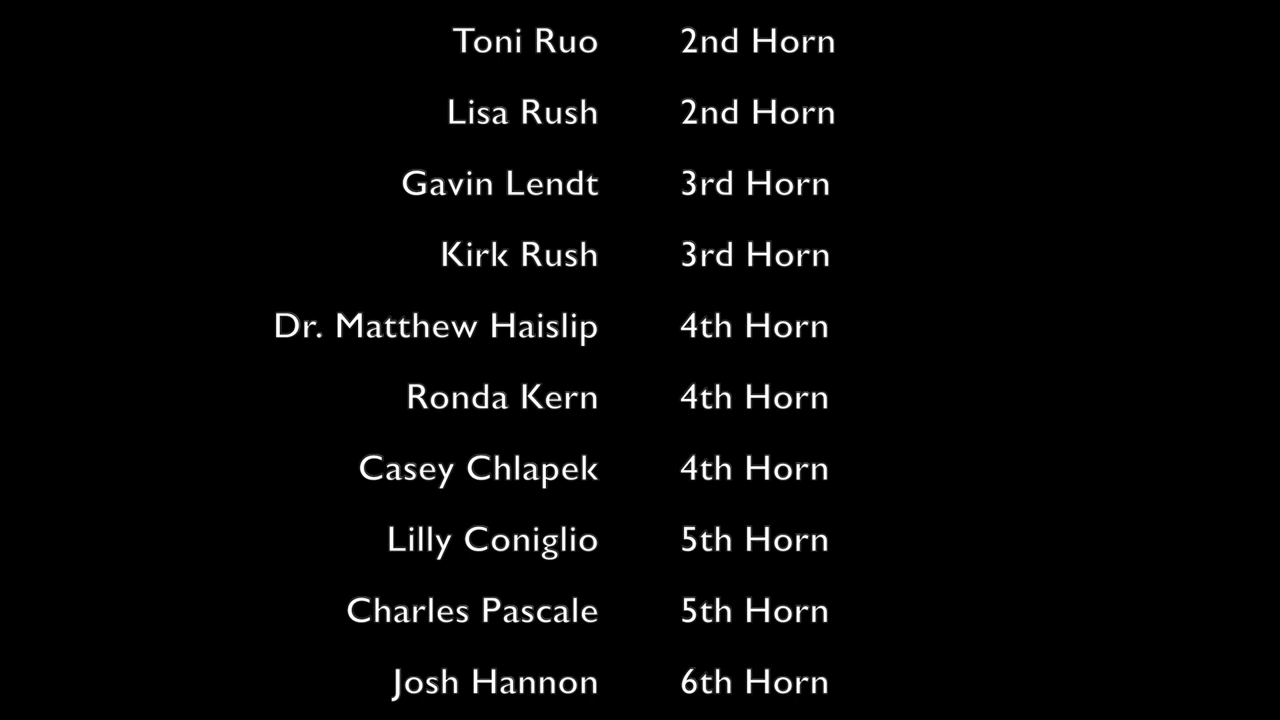 Toni Ruo 2nd Horn
Lisa Rush 2nd Horn
Gavin Lendt 3rd Horn
Kirk Rush 3rd Horn
Dr. Matthew Haislip 4th Horn
Ronda Kern 4th Horn
Casey Chlapek 4th Horn
Lilly Coniglio 5th Horn
Charles Pascale 5th Horn
Josh Hannon 6th Horn